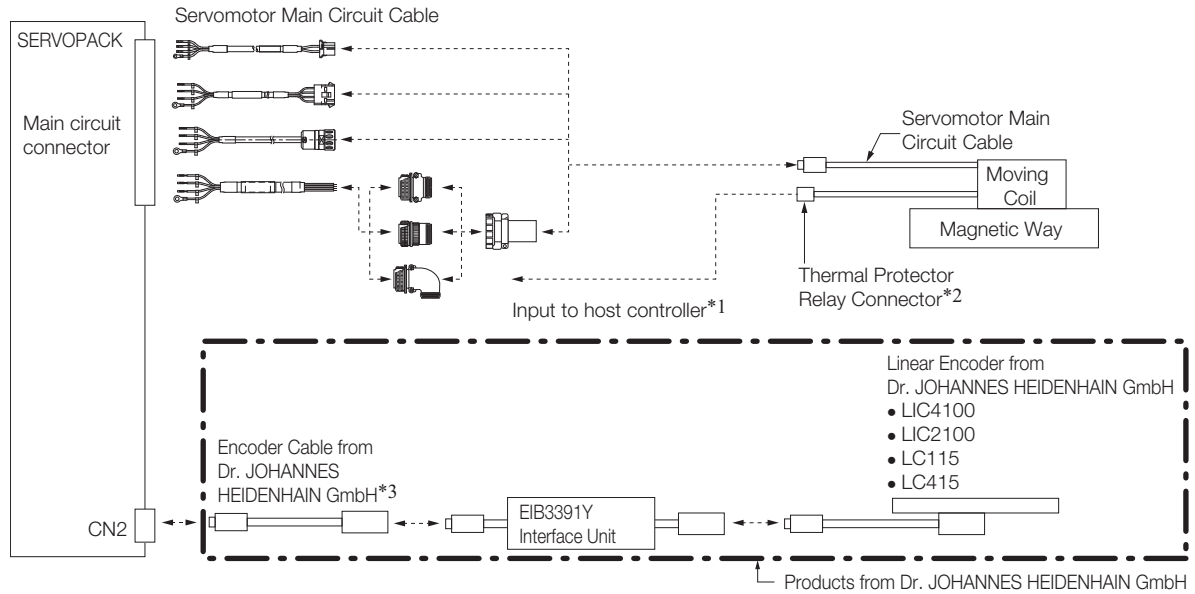 Servomotor Main Circuit Cable
SERVOPACK
Main circuit
connector
Servomotor Main
Circuit Cable
Moving
Coil
Magnetic Way
Thermal Protector
Relay Connector*2
Input to host controller*1
Linear Encoder from
Dr. JOHANNES HEIDENHAIN GmbH
• LIC4100
• LIC2100
• LC115
• LC415
Encoder Cable from
Dr. JOHANNES
HEIDENHAIN GmbH*3
CN2
EIB3391Y
Interface Unit
Products from Dr. JOHANNES HEIDENHAIN GmbH